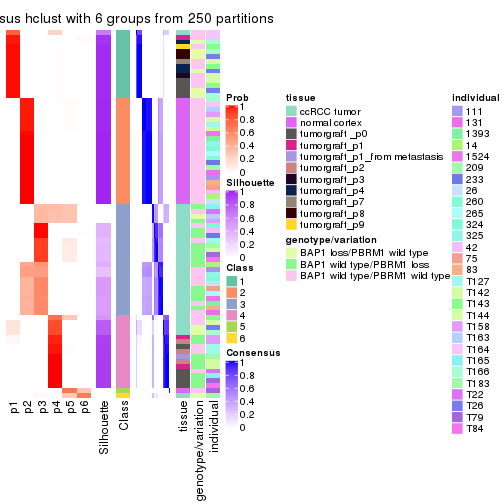 sus hclust with 6 groups from 250 partitions
Prob
1
0.8
0.6
0.4
0.2
0
Silhouette
1
0.8
0.6
0.4
0.2
0
Class
1
2
3
4
5
6
Consensus
1
0.8
0.6
0.4
0.2
0
tissue
ccRCC tumor
normal cortex
tumorgraft _p0
tumorgraft_p1
tumorgraft_p1_from metastasis
tumorgraft_p2
tumorgraft_p3
tumorgraft_p4
tumorgraft_p7
tumorgraft_p8
tumorgraft_p9
genotype/variation
BAP1 loss/PBRM1 wild type
BAP1 wild type/PBRM1 loss
BAP1 wild type/PBRM1 wild type
individual
111
131
1393
14
1524
209
233
26
260
265
324
325
42
75
83
T127
T142
T143
T144
T158
T163
T164
T165
T166
T183
T22
T26
T79
T84
p1
p2
p3
p4
p5
p6
Silhouette
Class
tissue
genotype/variation
individual